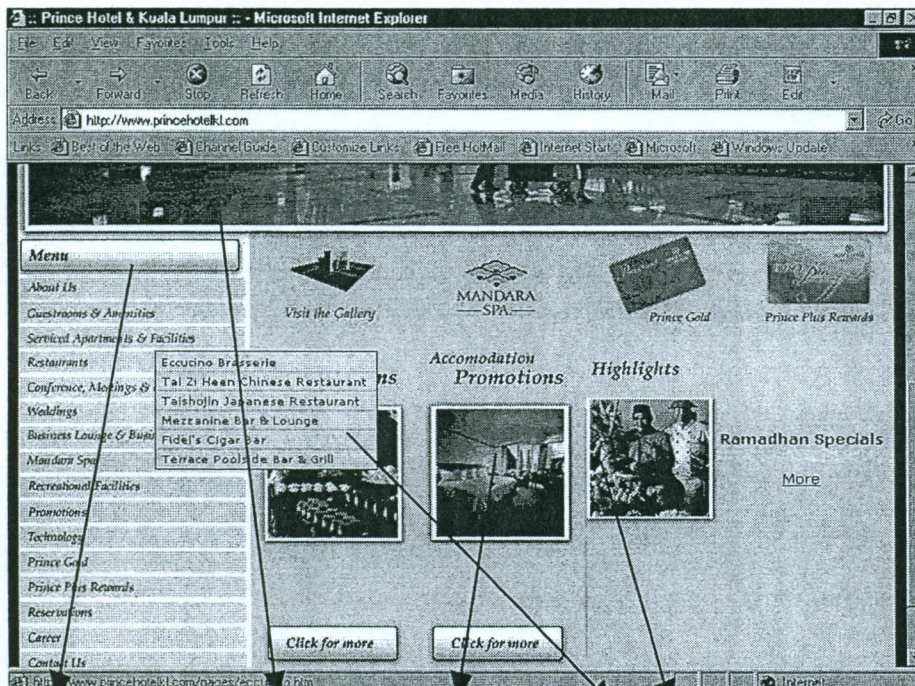 :: Prince Hotel & Kuala Lumpur :: - Microsoft Internet Explorer
File Edit View Favorites Tools Help
Back Forward Stop Refresh Home Search Favorites Media History Mail Print Edit
Address http://www.princehotelkl.com Go
Links Best of the Web Channel Guide Customize Links Free HotMail Internet Start Microsoft Windows Update
Menu
About Us
Guestrooms & Amenities
Serviced Apartments & Facilities
Restaurants
Conference, Meetings &
Weddings
Business Lounge & Busi
Mandara Spa
Recreational Facilities
Promotions
Technology
Prince Gold
Prince Plus Rewards
Reservations
Career
Contact Us
Eccucino Brasserie
Tai Zi Heen Chinese Restaurant
Taishojin Japanese Restaurant
Mezzanine Bar & Lounge
Fidel's Cigar Bar
Terrace Poolside Bar & Grill
Visit the Gallery
MANDARA
SPA
Prince Gold
Prince Plus Rewards
ns
Accomodation
Promotions
Highlights
Ramadhan Specials
More
Click for more
Click for more
Internet